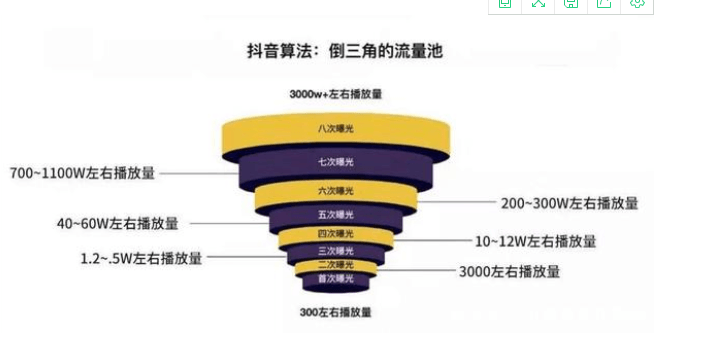 抖音算法：倒三角的流量池
3000w+左右播放量
八次曝光
七次曝光
700~1100W左右播放量
六次曝光
200~300W左右播放量
五次曝光
40~60W左右播放量
四次曝光
10~12W左右播放量
三次曝光
1.2~.5W左右播放量
二次曝光
3000左右播放量
首次曝光
300左右播放量